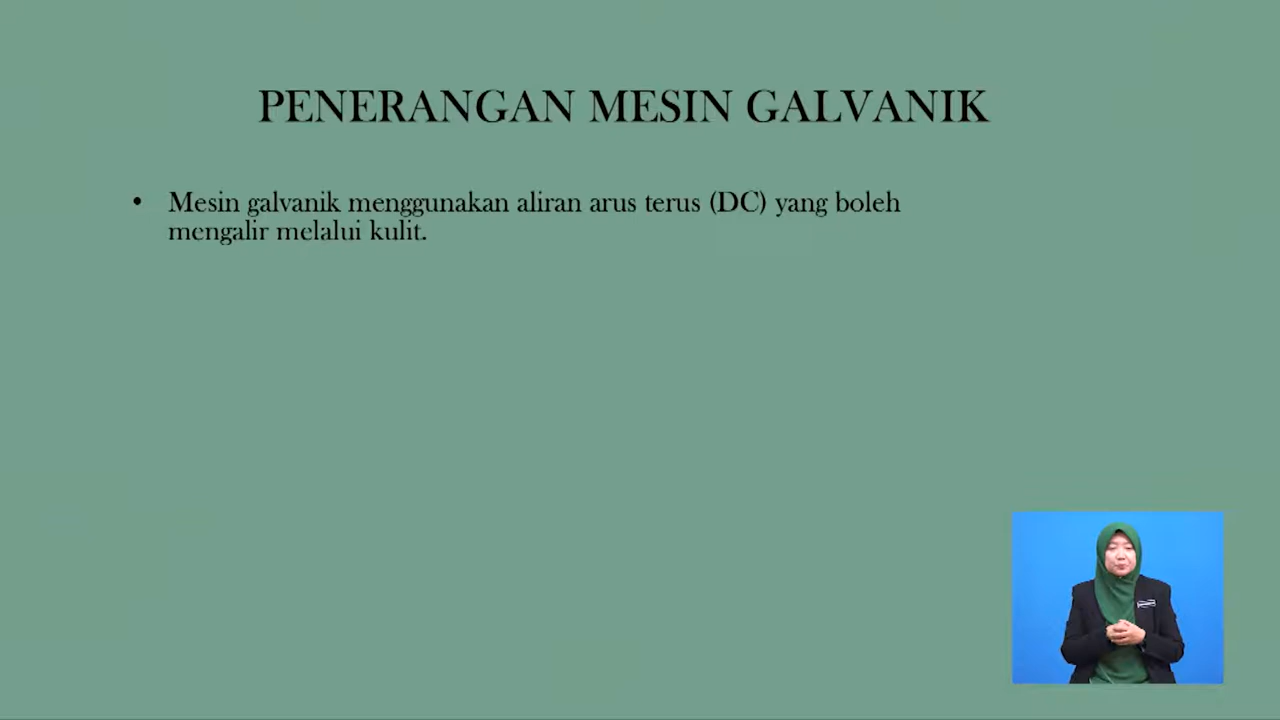 PENERANGAN MESIN GALVANIK
• Mesin galvanik menggunakan aliran arus terus (DC) yang boleh
mengalir melalui kulit.